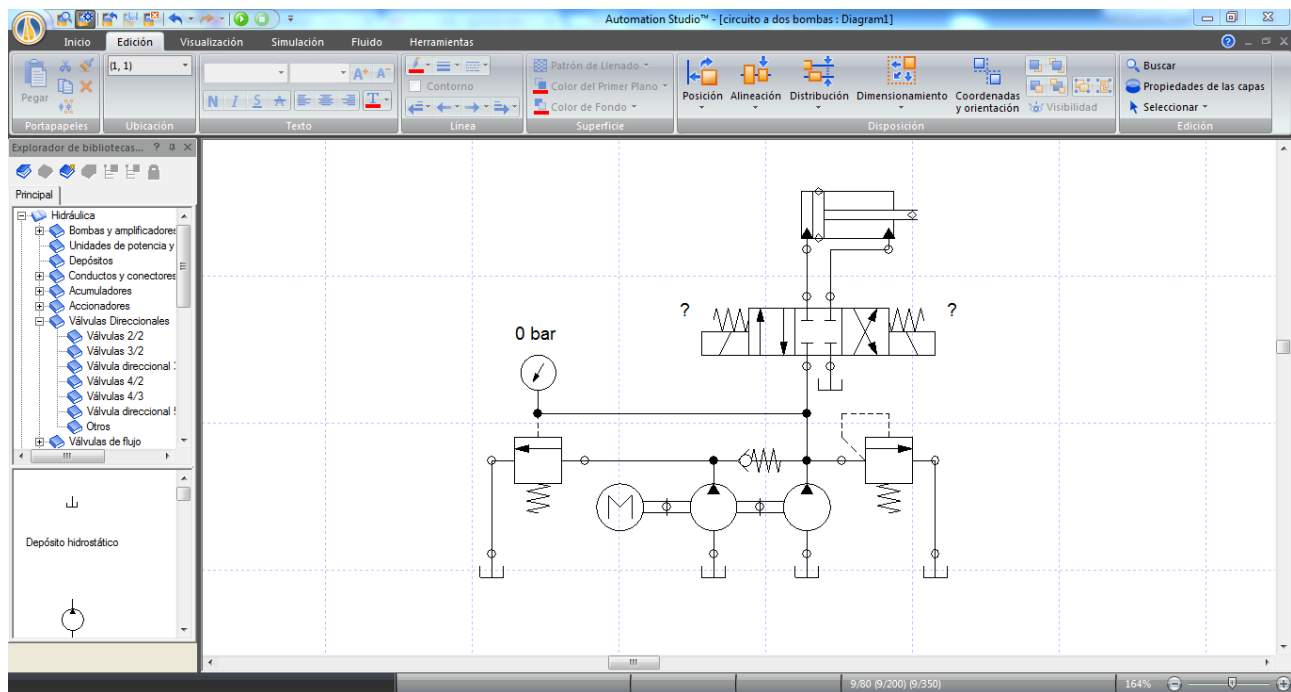 Automation Studio™ - [circuito a dos bombas : Diagram1]
Inicio Edición Visualización Simulación Fluido Herramientas
Pegar
Portapapeles
(1, 1)
Ubicación
A+ A-
N I S A T
Texto
Contorno
Línea
Patrón de Llenado
Color del Primer Plano
Color de Fondo
Superficie
Posición Alineación Distribución Dimensionamiento Coordenadas
y orientación
Visibilidad
Disposición
Buscar
Propiedades de las capas
Seleccionar
Edición
Explorador de bibliotecas... ? X
Principal
Hidráulica
Bombas y amplificadores
Unidades de potencia y
Depósitos
Conductos y conectores
Acumuladores
Accionadores
Válvulas Direccionales
Válvulas 2/2
Válvulas 3/2
Válvula direccional
Válvulas 4/2
Válvulas 4/3
Válvula direccional
Otros
Válvulas de flujo
Depósito hidrostático
? ?
0 bar
M
9/80 (9/200) (9/350)
164%